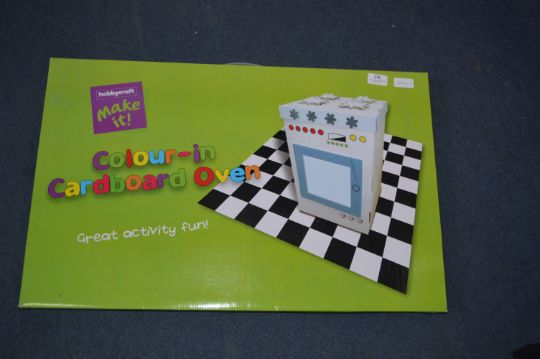 hobbycraft
Make
it!
Colour-in
Cardboard Oven
Great activity fun!